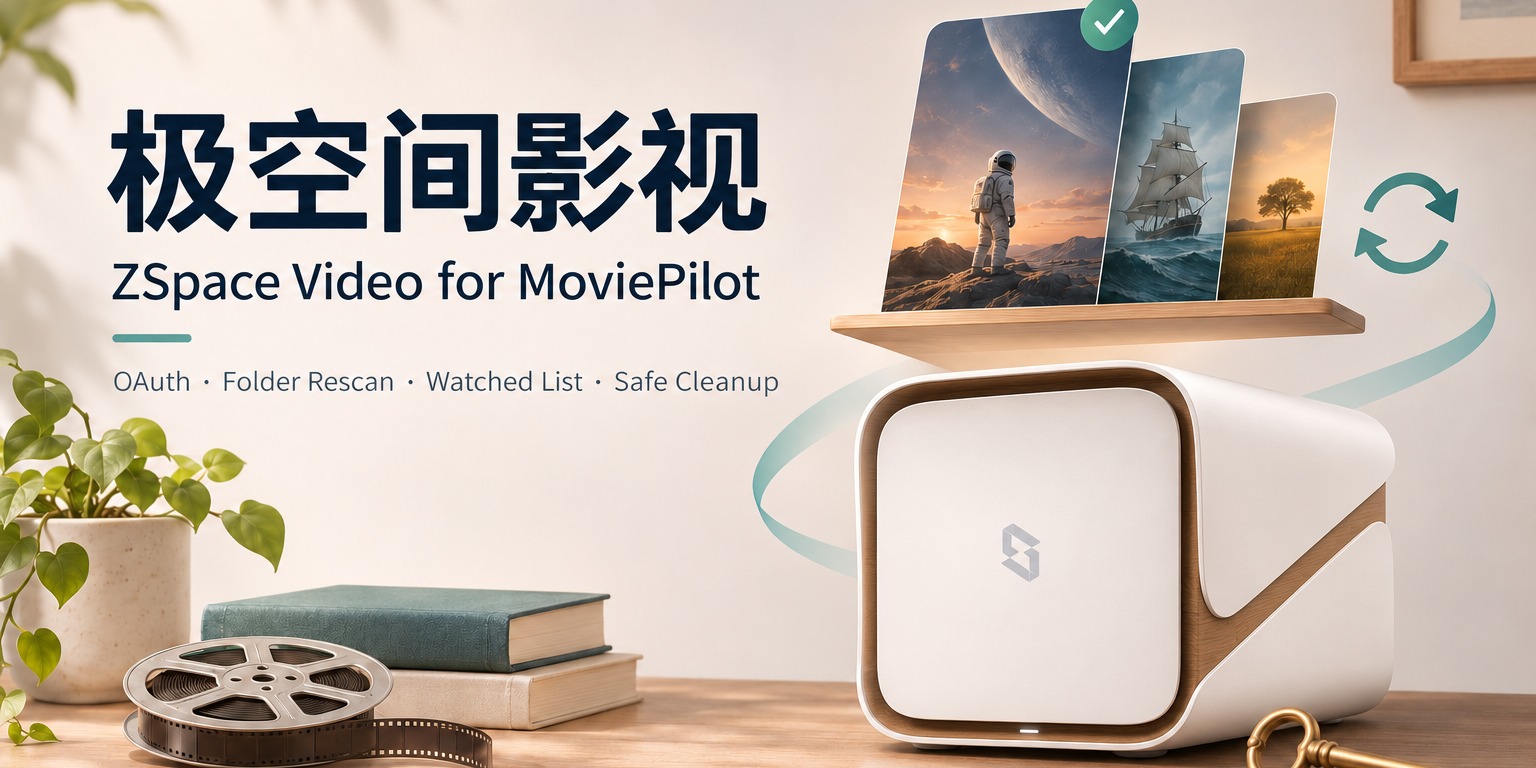 极空间影视
ZSpace Video for MoviePilot
OAuth · Folder Rescan · Watched List · Safe Cleanup